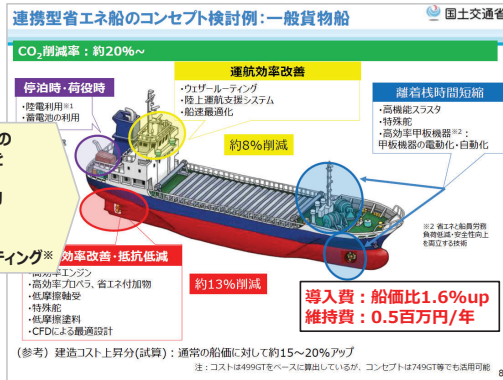 連携型省エネ船のコンセプト検討例：一般貨物船
国土交通省
CO2削減率：約20%～
停泊時・荷役時
・陸電利用※1
・蓄電池の利用
運航効率改善
・ウェザールーティング
・陸上運航支援システム
・船速最適化
約8%削減
離着桟時間短縮
・高機能スラスタ
・特殊舵
・高効率甲板機器※2：
甲板機器の電動化・自動化
の
ィング※
※2 省エネと船員労務
負荷低減・安全性向上
を両立する技術
効率改善・抵抗低減
・高効率エンジン
・高効率プロペラ、省エネ付加物
・低摩擦軸受
・特殊舵
・低摩擦塗料
・CFDによる最適設計
約13%削減
導入費：船価比1.6%up
維持費：0.5百万円/年
(参考) 建造コスト上昇分(試算)：通常の船価に対して約15～20%アップ
注：コストは499GTをベースに算出しているが、コンセプトは749GT等でも活用可能
8